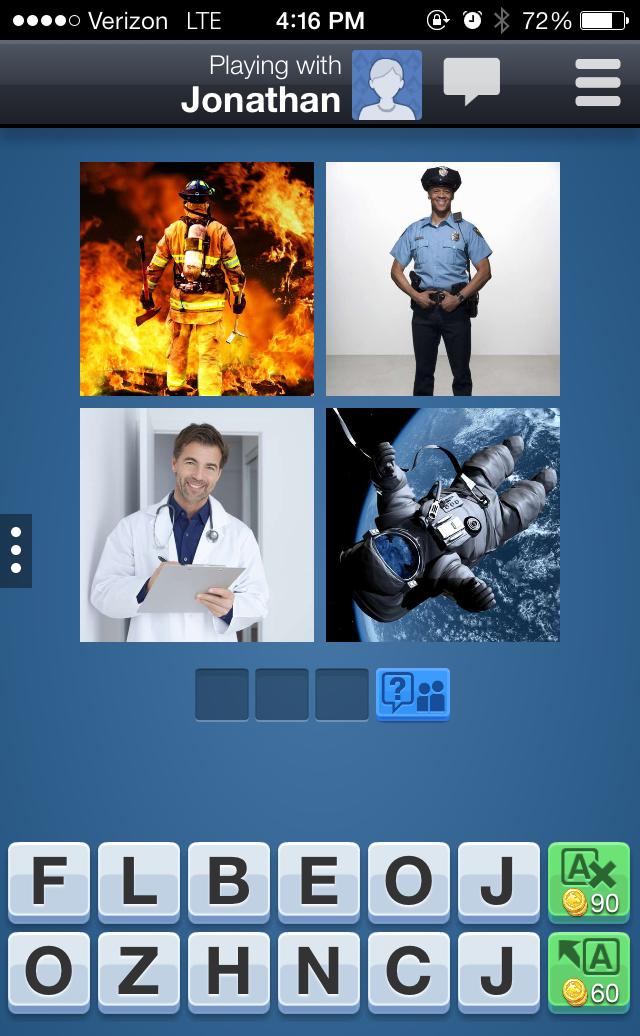 Verizon LTE 4:16 PM 72%
Playing with
Jonathan
?
F L B E O J
A 90
O Z H N C J
A 60